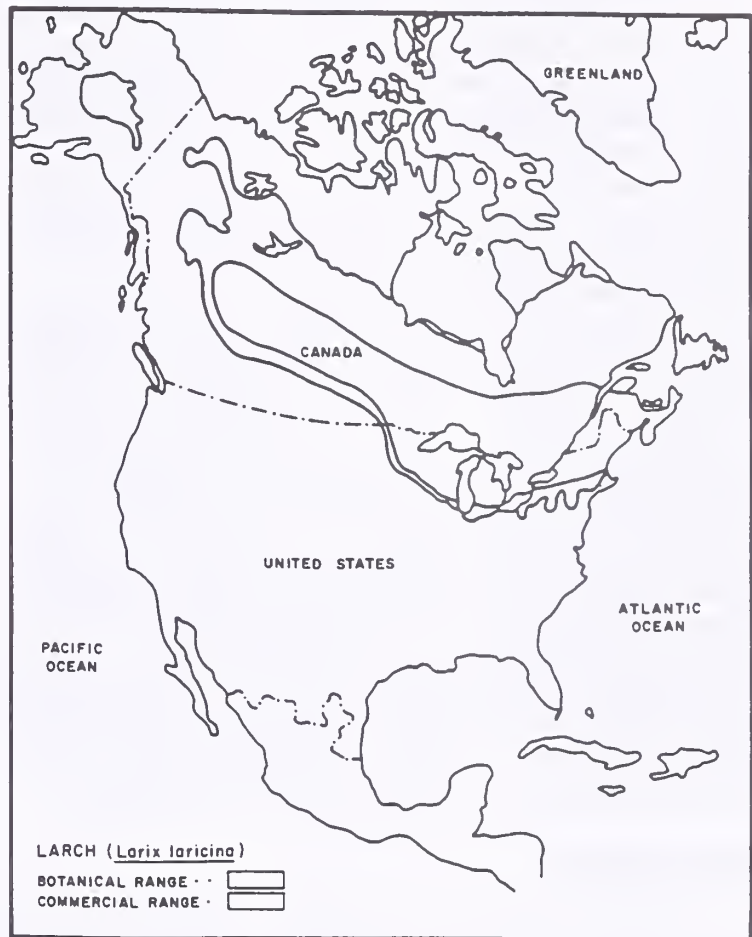 GREENLAND
CANADA
UNITED STATES
ATLANTIC
OCEAN
PACIFIC
OCEAN
LARCH (Larix laricina)
BOTANICAL RANGE · ·
COMMERCIAL RANGE ·